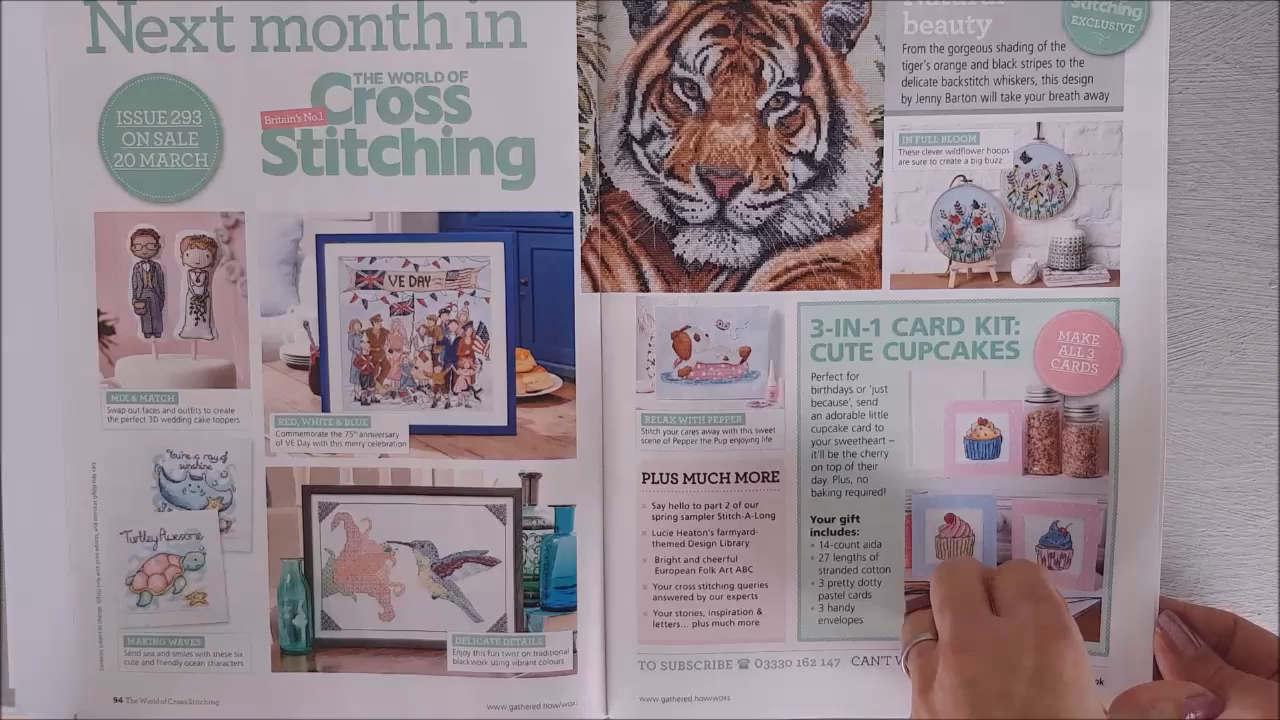 Next month in
THE WORLD OF
Britain's No.1
Cross
Stitching
ISSUE 293
ON SALE
20 MARCH
MIX & MATCH
Swap out faces and outfits to create
the perfect 3D wedding cake toppers
VE DAY
RED, WHITE & BLUE
Commemorate the 75th anniversary
of VE Day with this merry celebration
You're a ray of
sunshine
Turtley Awesome
MAKING WAVES
Send sea and smiles with these six
cute and friendly ocean characters
DELICATE DETAILS
Enjoy this fun twist on traditional
blackwork using vibrant colours
94 The World of Cross Stitching
www.gathered.how/woxs
Natural
beauty
From the gorgeous shading of the
tiger's orange and black stripes to the
delicate backstitch whiskers, this design
by Jenny Barton will take your breath away
Stitching
EXCLUSIVE
IN FULL BLOOM
These clever wildflower hoops
are sure to create a big buzz
RELAX WITH PEPPER
Stitch your cares away with this sweet
scene of Pepper the Pup enjoying life
PLUS MUCH MORE
» Say hello to part 2 of our
spring sampler Stitch-A-Long
» Lucie Heaton's farmyard-
themed Design Library
» Bright and cheerful
European Folk Art ABC
» Your cross stitching queries
answered by our experts
» Your stories, inspiration &
letters... plus much more
3-IN-1 CARD KIT:
CUTE CUPCAKES
MAKE
ALL 3
CARDS
Perfect for
birthdays or 'just
because', send
an adorable little
cupcake card to
your sweetheart –
it'll be the cherry
on top of their
day. Plus, no
baking required!
Your gift
includes:
• 14-count aida
• 27 lengths of
stranded cotton
• 3 pretty dotty
pastel cards
• 3 handy
envelopes
TO SUBSCRIBE ☎ 03330 162 147 CAN'T
www.gathered.how/woxs